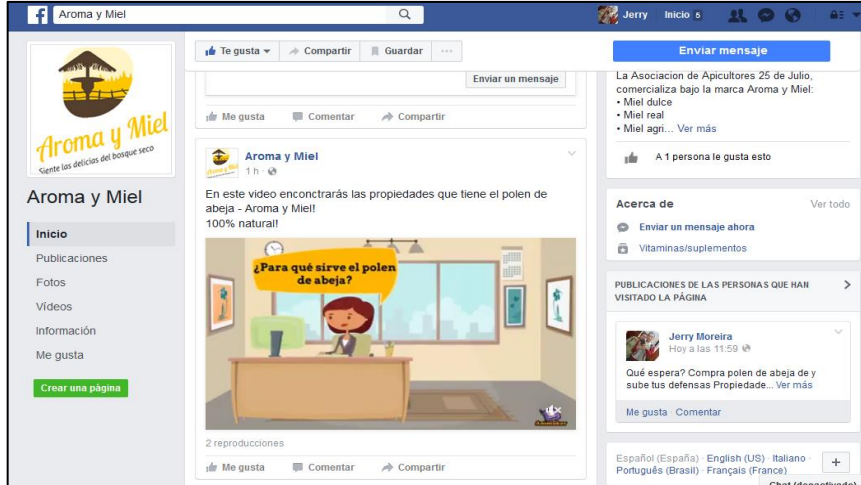 Aroma y Miel
Jerry Inicio 5
Aroma y Miel
Siente las delicias del bosque seco
Aroma y Miel
Inicio
Publicaciones
Fotos
Vídeos
Información
Me gusta
Crear una página
Te gusta
Compartir
Guardar
Enviar un mensaje
Me gusta Comentar Compartir
Aroma y Miel
1 h
En este video enconctrarás las propiedades que tiene el polen de
abeja - Aroma y Miel!
100% natural!
¿Para qué sirve el polen
de abeja?
2 reproducciones
Me gusta Comentar Compartir
Enviar mensaje
La Asociacion de Apicultores 25 de Julio,
comercializa bajo la marca Aroma y Miel:
• Miel dulce
• Miel real
• Miel agri... Ver más
A 1 persona le gusta esto
Acerca de Ver todo
Enviar un mensaje ahora
Vitaminas/suplementos
PUBLICACIONES DE LAS PERSONAS QUE HAN
VISITADO LA PÁGINA
Jerry Moreira
Hoy a las 11:59
Qué espera? Compra polen de abeja de y
sube tus defensas Propiedade... Ver más
Me gusta · Comentar
Español (España) · English (US) · Italiano ·
Português (Brasil) · Français (France)
Chat (desactivado)